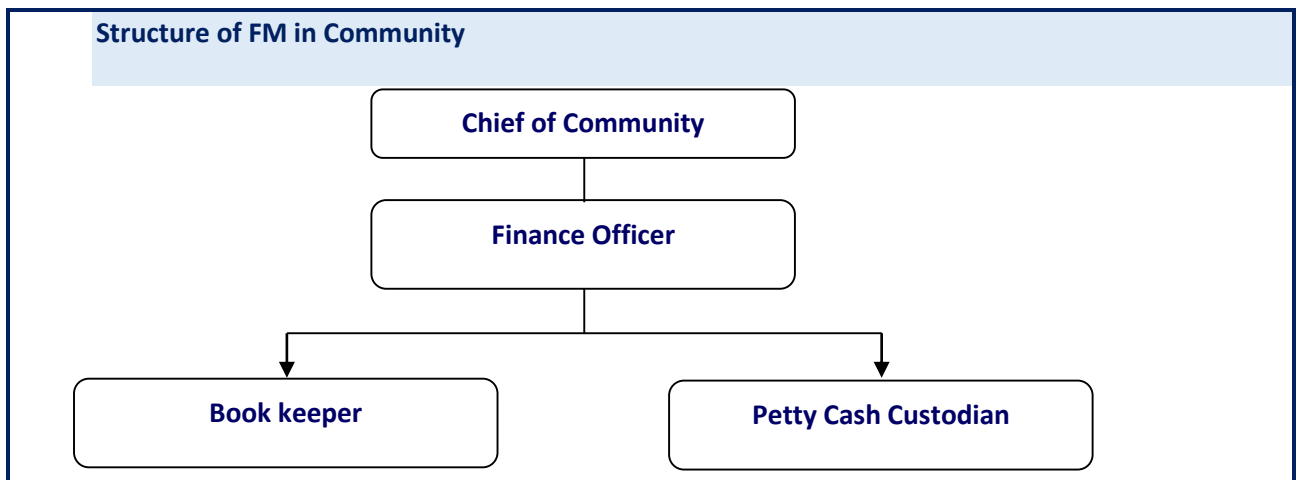 Structure of FM in Community
Chief of Community
Finance Officer
Book keeper
Petty Cash Custodian